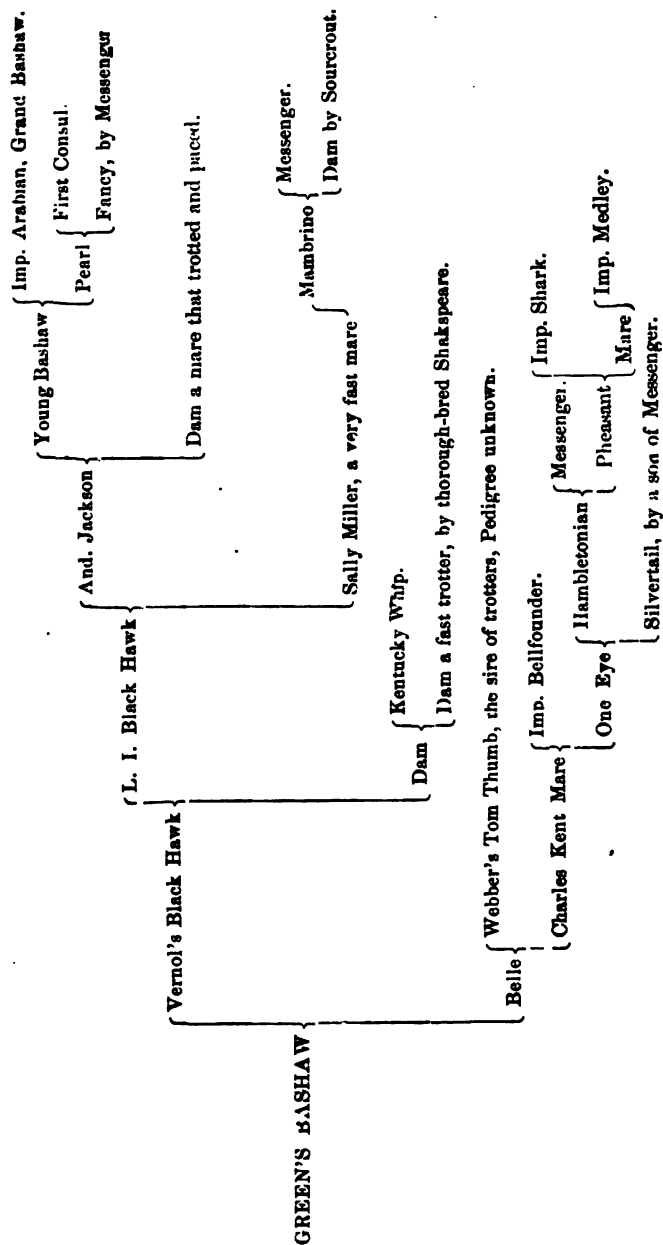 Imp. Arabian, Grand Bashaw.
Young Bashaw
First Consul.
Pearl
Fancy, by Messenger
And. Jackson
Dam a mare that trotted and paced.
L. I. Black Hawk
Messenger.
Mambrino
Dam by Sourcrout.
Sally Miller, a very fast mare
Vernol's Black Hawk
Kentucky Whip.
Dam
Dam a fast trotter, by thorough-bred Shakspeare.
GREEN'S BASHAW
Webber's Tom Thumb, the sire of trotters, Pedigree unknown.
Belle
Imp. Bellfounder.
Charles Kent Mare
Messenger.
Hambletonian
Imp. Shark.
Pheasant
Mare
Imp. Medley.
One Eye
Silvertail, by a son of Messenger.